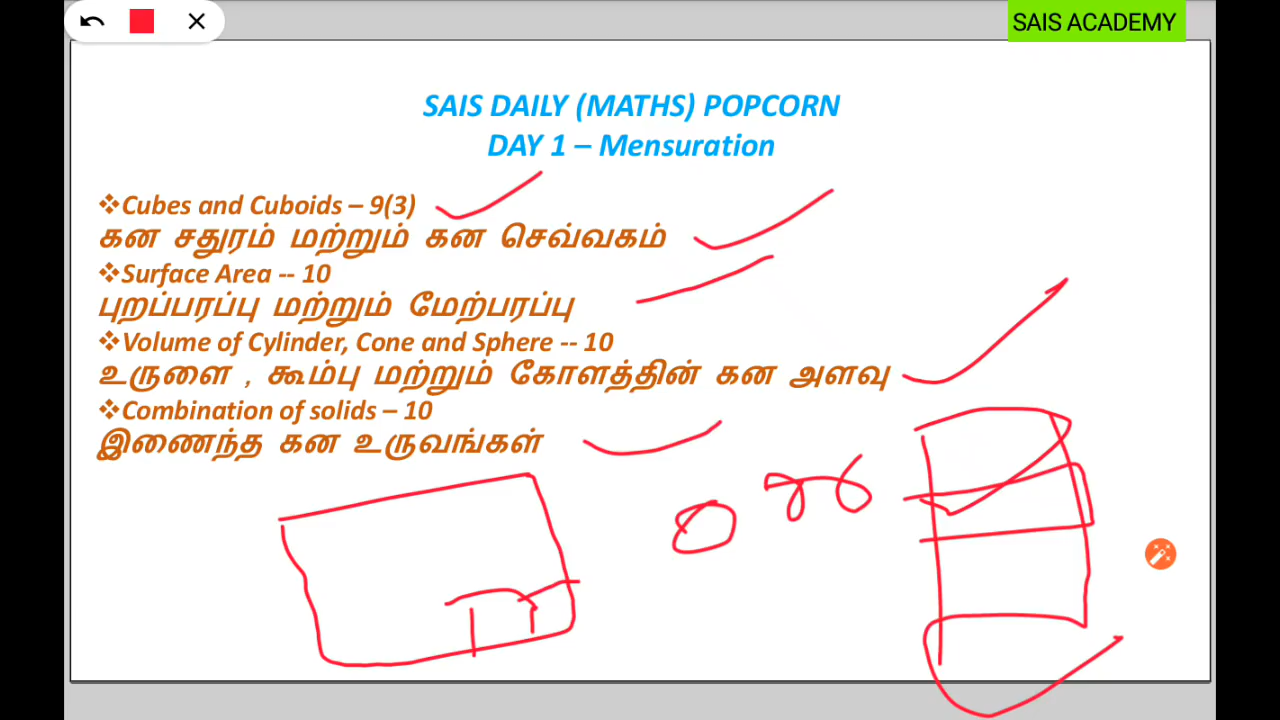 SAIS ACADEMY
SAIS DAILY (MATHS) POPCORN
DAY 1 – Mensuration
❖Cubes and Cuboids – 9(3)
கன சதுரம் மற்றும் கன செவ்வகம்
❖Surface Area -- 10
புறப்பரப்பு மற்றும் மேற்பரப்பு
❖Volume of Cylinder, Cone and Sphere -- 10
உருளை , கூம்பு மற்றும் கோளத்தின் கன அளவு
❖Combination of solids – 10
இணைந்த கன உருவங்கள்